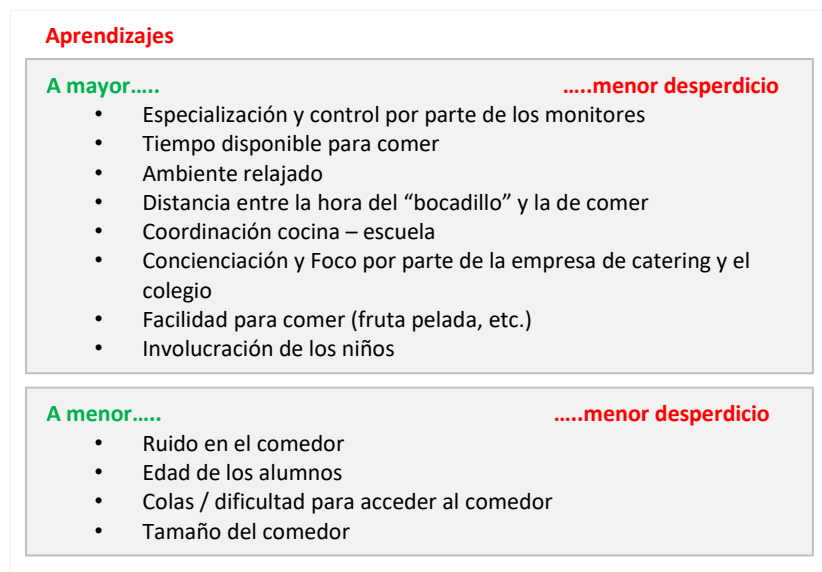 Aprendizajes
A mayor….. …..menor desperdicio
• Especialización y control por parte de los monitores
• Tiempo disponible para comer
• Ambiente relajado
• Distancia entre la hora del “bocadillo” y la de comer
• Coordinación cocina – escuela
• Concienciación y Foco por parte de la empresa de catering y el
colegio
• Facilidad para comer (fruta pelada, etc.)
• Involucración de los niños
A menor….. …..menor desperdicio
• Ruido en el comedor
• Edad de los alumnos
• Colas / dificultad para acceder al comedor
• Tamaño del comedor